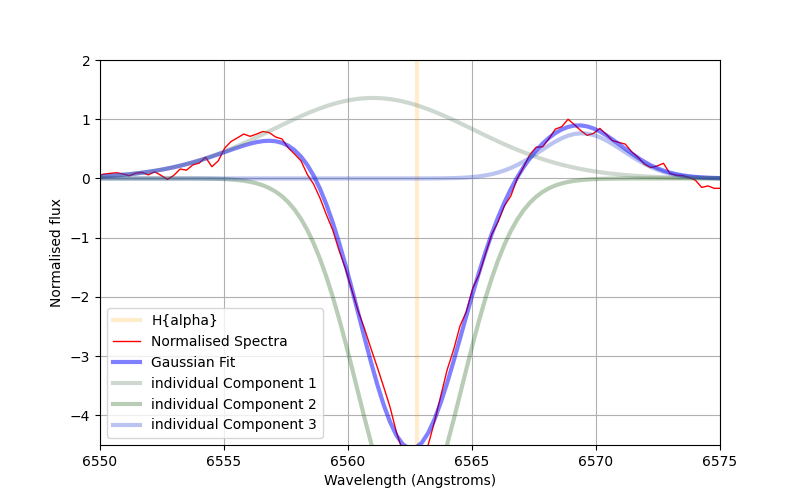 2
1
0
−1
−2
−3
−4
Normalised flux
H{alpha}
Normalised Spectra
Gaussian Fit
individual Component 1
individual Component 2
individual Component 3
6550 6555 6560 6565 6570 6575
Wavelength (Angstroms)